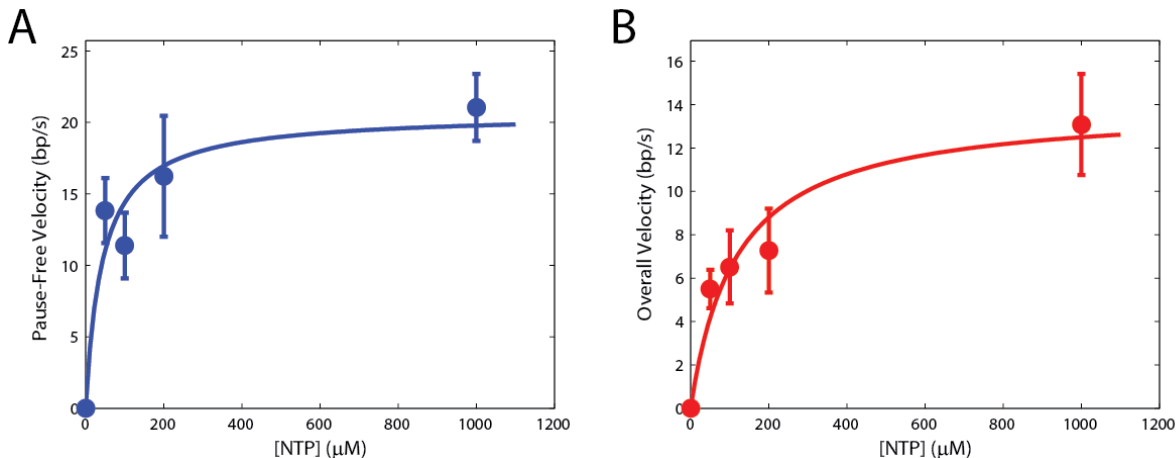 A
Pause-Free Velocity (bp/s)
25
20
15
10
5
0
0 200 400 600 800 1000 1200
[NTP] (μM)
B
Overall Velocity (bp/s)
16
14
12
10
8
6
4
2
0
0 200 400 600 800 1000 1200
[NTP] (μM)